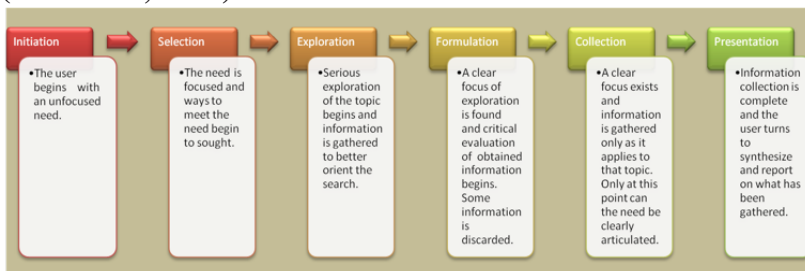 Initiation
•The user
begins with
an unfocused
need.
Selection
•The need is
focused and
ways to
meet the
need begin
to sought.
Exploration
•Serious
exploration
of the topic
begins and
information
is gathered
to better
orient the
search.
Formulation
•A clear
focus of
exploration
is found
and critical
evaluation
of obtained
information
begins.
Some
information
is
discarded.
Collection
•A clear
focus exists
and
information
is gathered
only as it
applies to
that topic.
Only at this
point can
the need be
clearly
articulated.
Presentation
•Information
collection is
complete
and the
user turns
to
synthesize
and report
on what has
been
gathered.